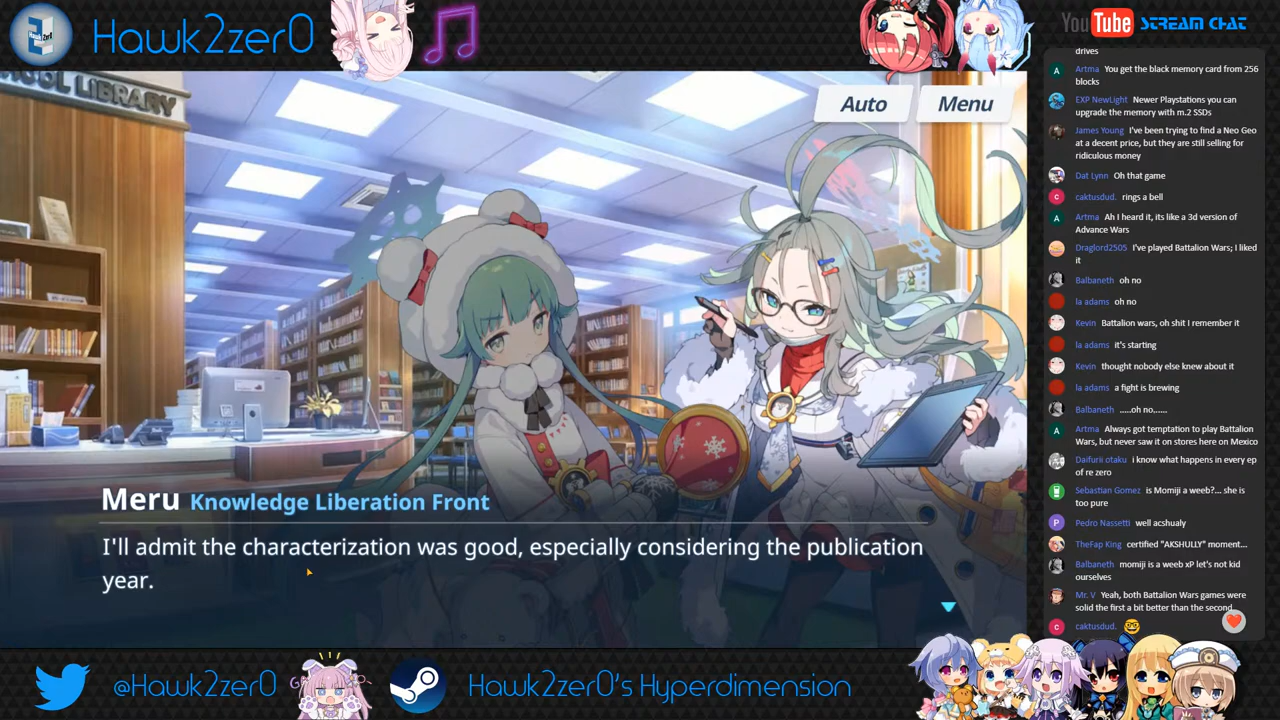 Hawk2zer0
YouTube STREAM CHAT
OOL LIBRARY
Auto
Menu
Meru Knowledge Liberation Front
I'll admit the characterization was good, especially considering the publication
year.
drives
Artma You get the black memory card from 256
blocks
EXP NewLight Newer Playstations you can
upgrade the memory with m.2 SSDs
James Young I've been trying to find a Neo Geo
at a decent price, but they are still selling for
ridiculous money
Dat Lynn Oh that game
caktusdud. rings a bell
Artma Ah I heard it, its like a 3d version of
Advance Wars
Draglord2505 I've played Battalion Wars; I liked
it
Balbaneth oh no
la adams oh no
Kevin Battalion wars, oh shit I remember it
la adams it's starting
Kevin thought nobody else knew about it
la adams a fight is brewing
Balbaneth .....oh no......
Artma Always got temptation to play Battalion
Wars, but never saw it on stores here on Mexico
Daifurii otaku i know what happens in every ep
of re zero
Sebastian Gomez is Momiji a weeb?... she is
too pure
Pedro Nassetti well acshualy
TheFap King certified "AKSHULLY" moment...
Balbaneth momiji is a weeb xP let's not kid
ourselves
Mr. V Yeah, both Battalion Wars games were
solid the first a bit better than the second
caktusdud. 🤓
@Hawk2zer0
Hawk2zer0's Hyperdimension